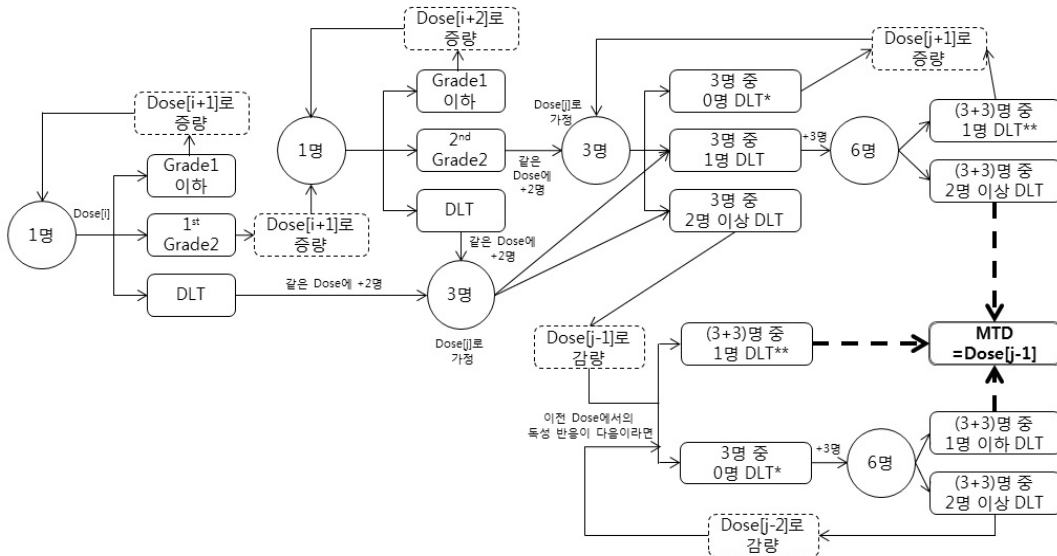 Dose[i+2]로
증량
Dose[j+1]로
증량
Dose[i+1]로
증량
Grade1
이하
Dose[j]로
가정
3명 중
0명 DLT*
(3+3)명 중
1명 DLT**
1명
2nd
Grade2
같은
Dose에
+2명
3명
3명 중
1명 DLT
+3명
6명
(3+3)명 중
2명 이상 DLT
Grade1
이하
1명
Dose[i]
1st
Grade2
Dose[i+1]로
증량
DLT
같은 Dose에
+2명
3명 중
2명 이상 DLT
DLT
같은 Dose에 +2명
3명
Dose[j]로
가정
Dose[j-1]로
감량
(3+3)명 중
1명 DLT**
MTD
=Dose[j-1]
이전 Dose에서의
독성 반응이 다음이라면
3명 중
0명 DLT*
+3명
6명
(3+3)명 중
1명 이하 DLT
(3+3)명 중
2명 이상 DLT
Dose[j-2]로
감량